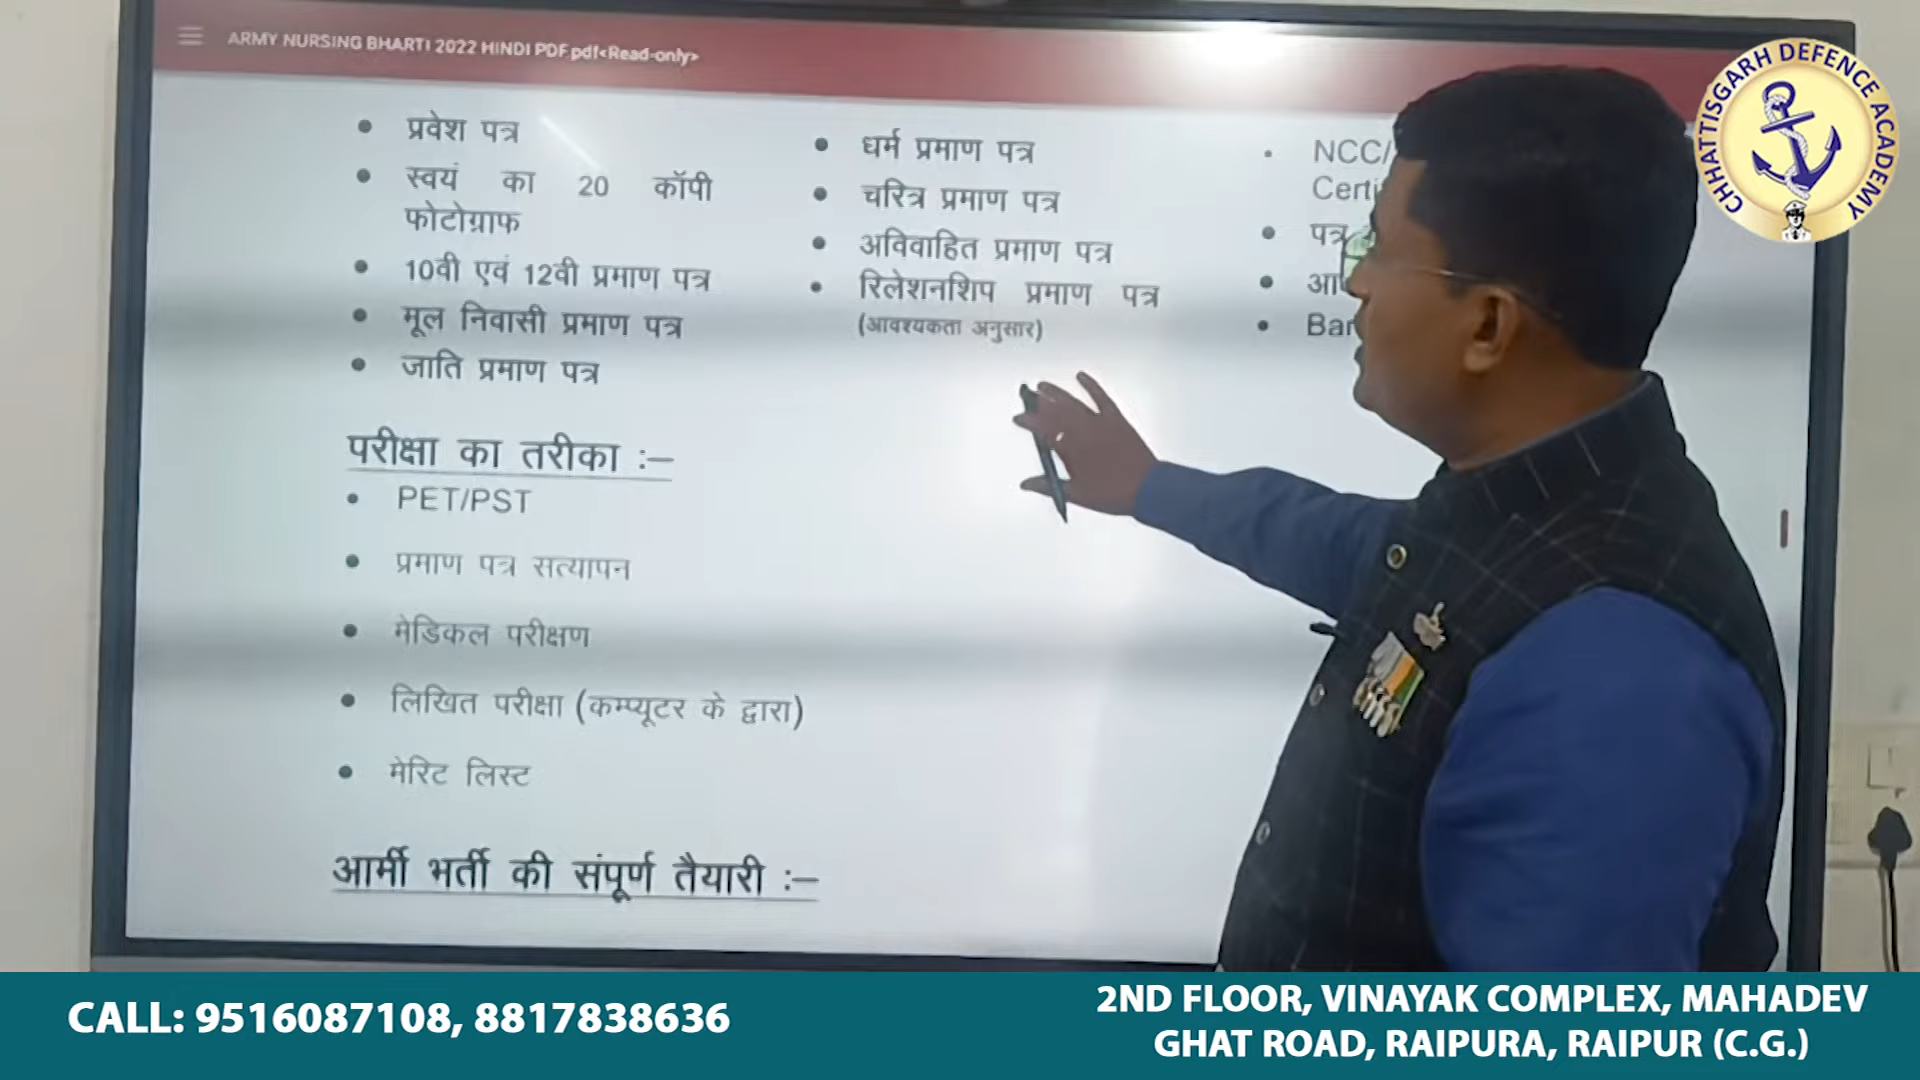 ARMY NURSING BHARTI 2022 HINDI PDF.pdf<Read-only>
प्रवेश पत्र
स्वयं का 20 कॉपी
फोटोग्राफ
10वी एवं 12वी प्रमाण पत्र
मूल निवासी प्रमाण पत्र
जाति प्रमाण पत्र
धर्म प्रमाण पत्र
चरित्र प्रमाण पत्र
अविवाहित प्रमाण पत्र
रिलेशनशिप प्रमाण पत्र
(आवश्यकता अनुसार)
NCC/
पत्र
परीक्षा का तरीका :–
PET/PST
प्रमाण पत्र सत्यापन
मेडिकल परीक्षण
लिखित परीक्षा (कम्प्यूटर के द्वारा)
मेरिट लिस्ट
आर्मी भर्ती की संपूर्ण तैयारी :–
CHHATTISGARH DEFENCE ACADEMY
CALL: 9516087108, 8817838636
2ND FLOOR, VINAYAK COMPLEX, MAHADEV
GHAT ROAD, RAIPURA, RAIPUR (C.G.)